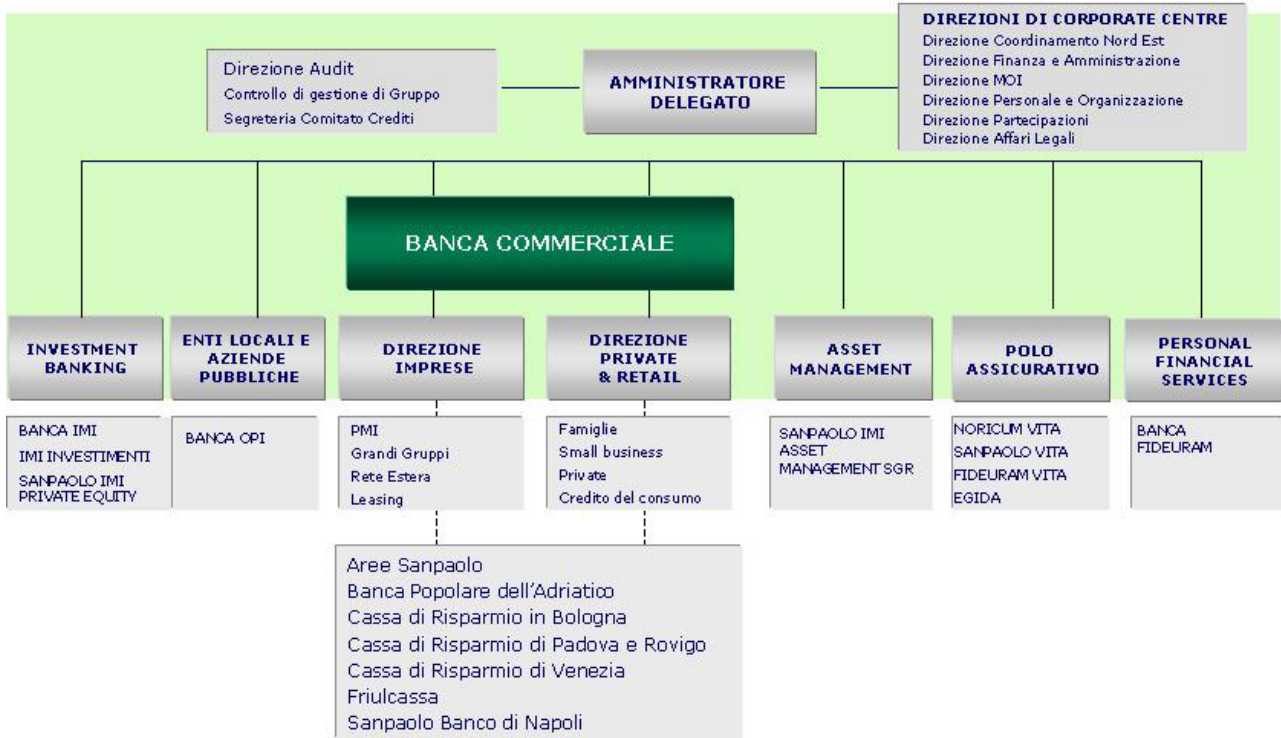 DIREZIONI DI CORPORATE CENTRE
Direzione Coordinamento Nord Est
Direzione Finanza e Amministrazione
Direzione MOI
Direzione Personale e Organizzazione
Direzione Partecipazioni
Direzione Affari Legali
Direzione Audit
Controllo di gestione di Gruppo
Segreteria Comitato Crediti
AMMINISTRATORE
DELEGATO
BANCA COMMERCIALE
INVESTMENT
BANKING
ENTI LOCALI E
AZIENDE
PUBBLICHE
DIREZIONE
IMPRESE
DIREZIONE
PRIVATE
& RETAIL
ASSET
MANAGEMENT
POLO
ASSICURATIVO
PERSONAL
FINANCIAL
SERVICES
BANCA IMI
IMI INVESTIMENTI
SANPAOLO IMI
PRIVATE EQUITY
BANCA OPI
PMI
Grandi Gruppi
Rete Estera
Leasing
Famiglie
Small business
Private
Credito del consumo
SANPAOLO IMI
ASSET
MANAGEMENT SGR
NORICUM VITA
SANPAOLO VITA
FIDEURAM VITA
EGIDA
BANCA
FIDEURAM
Aree Sanpaolo
Banca Popolare dell'Adriatico
Cassa di Risparmio in Bologna
Cassa di Risparmio di Padova e Rovigo
Cassa di Risparmio di Venezia
Friulcassa
Sanpaolo Banco di Napoli